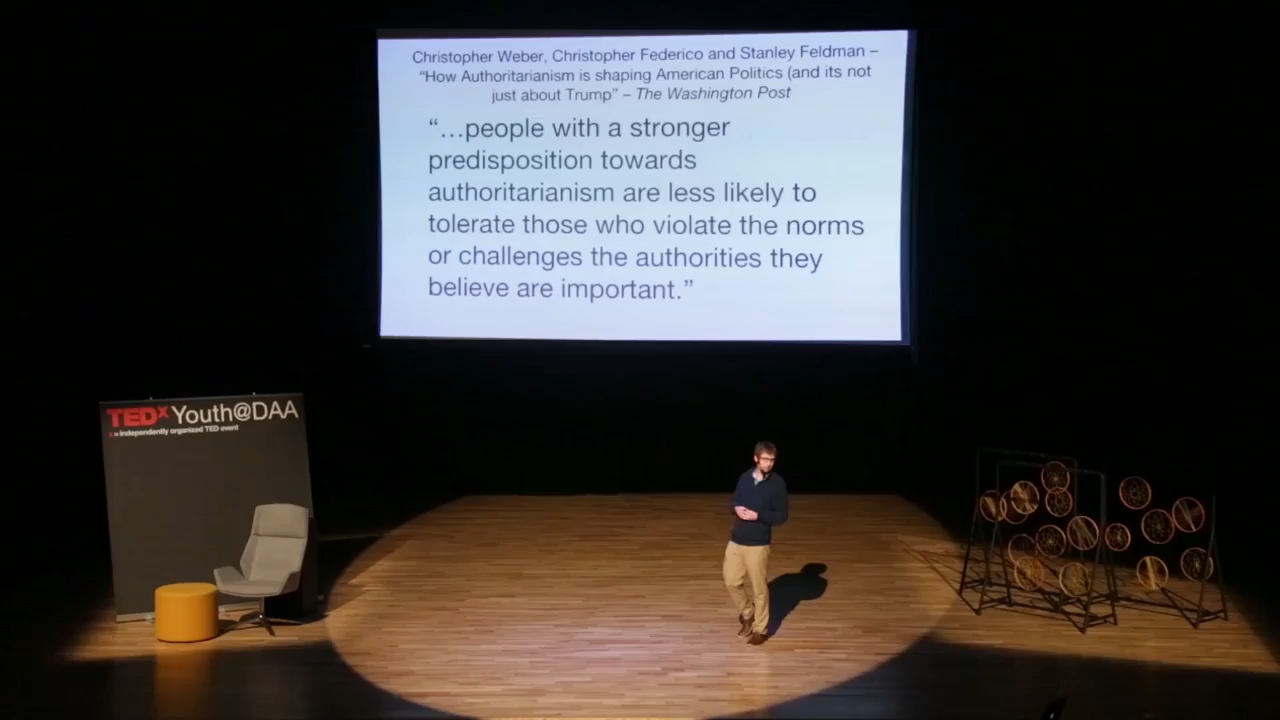 Christopher Weber, Christopher Federico and Stanley Feldman –
“How Authoritarianism is shaping American Politics (and its not
just about Trump” – The Washington Post
“…people with a stronger
predisposition towards
authoritarianism are less likely to
tolerate those who violate the norms
or challenges the authorities they
believe are important.”
TEDx Youth@DAA
x = independently organized TED event